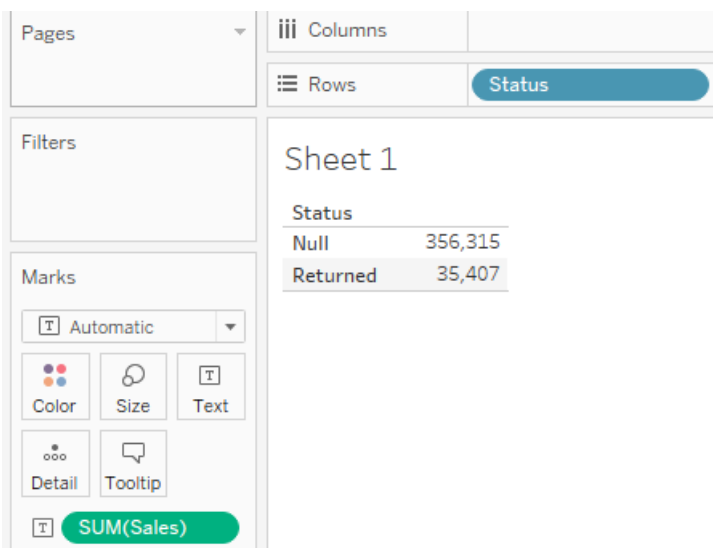 Pages
Columns
Rows Status
Filters
Sheet 1
Status
Null 356,315
Returned 35,407
Marks
T Automatic
T
Color Size Text
Detail Tooltip
T SUM(Sales)